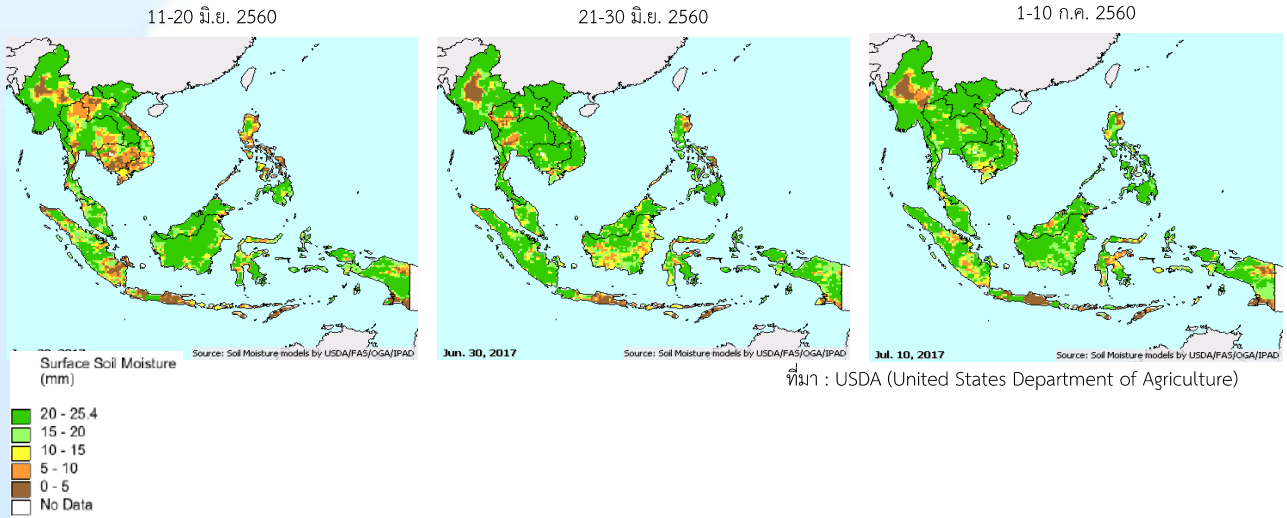 11-20 มิ.ย. 2560
21-30 มิ.ย. 2560
1-10 ก.ค. 2560
Source: Soil Moisture models by USDA/FAS/OGA/IPAD
Jun. 30, 2017
Source: Soil Moisture models by USDA/FAS/OGA/IPAD
Jul. 10, 2017
Source: Soil Moisture models by USDA/FAS/OGA/IPAD
ที่มา : USDA (United States Department of Agriculture)
Surface Soil Moisture
(mm)
20 - 25.4
15 - 20
10 - 15
5 - 10
0 - 5
No Data